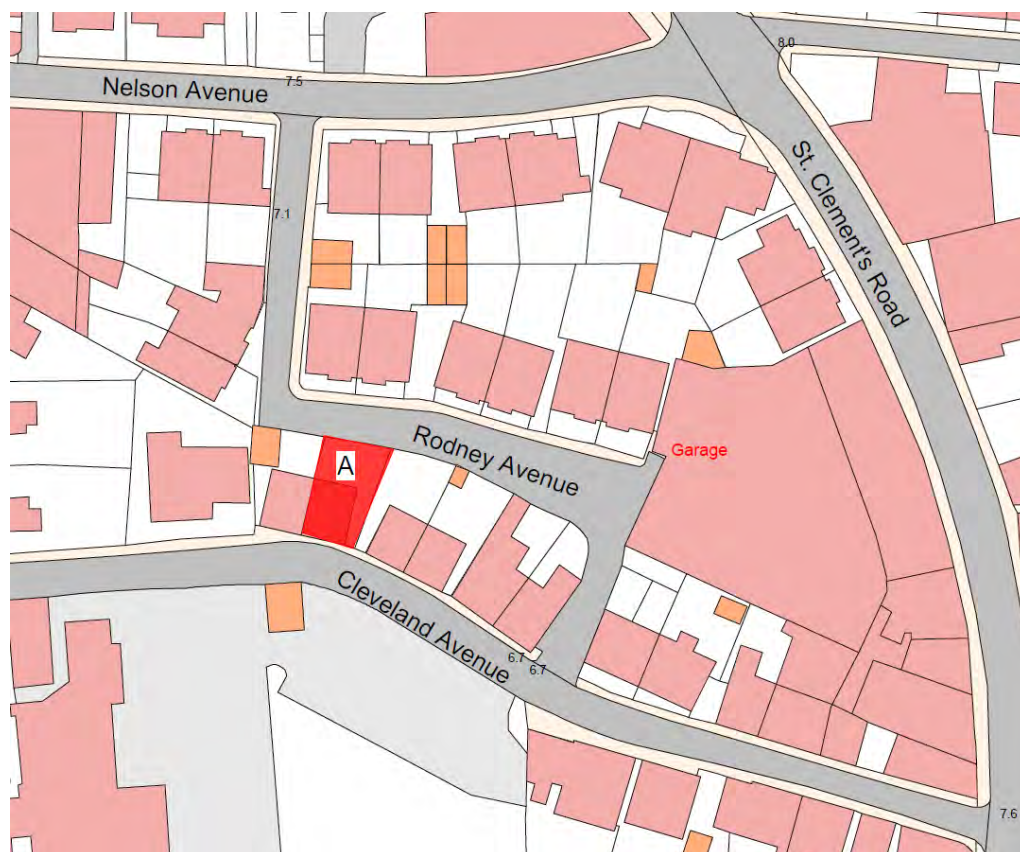 8.0
7.5
Nelson Avenue
St. Clement's Road
7.1
Rodney Avenue
Garage
A
Cleveland Avenue
6.7
6.7
7.6